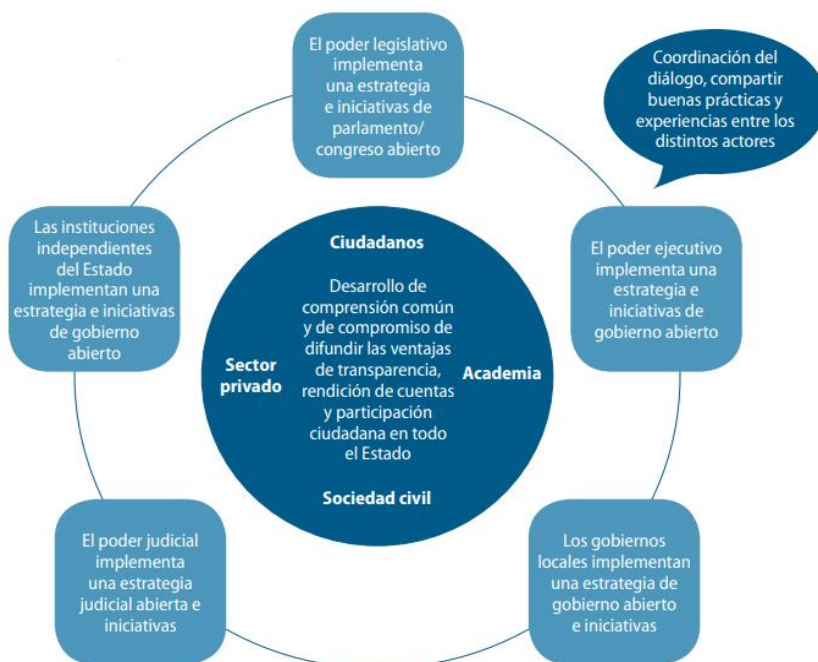 El poder legislativo
implementa
una estrategia
e iniciativas de
parlamento/
congreso abierto
Coordinación del
diálogo, compartir
buenas prácticas y
experiencias entre los
distintos actores
Las instituciones
independientes
del Estado
implementan una
estrategia e iniciativas
de gobierno
abierto
El poder ejecutivo
implementa una
estrategia e
iniciativas de
gobierno abierto
Ciudadanos
Desarrollo de
comprensión común
y de compromiso de
difundir las ventajas
de transparencia,
rendición de cuentas
y participación
ciudadana en todo
el Estado
Sector
privado
Academia
Sociedad civil
El poder judicial
implementa
una estrategia
judicial abierta e
iniciativas
Los gobiernos
locales implementan
una estrategia de
gobierno abierto
e iniciativas